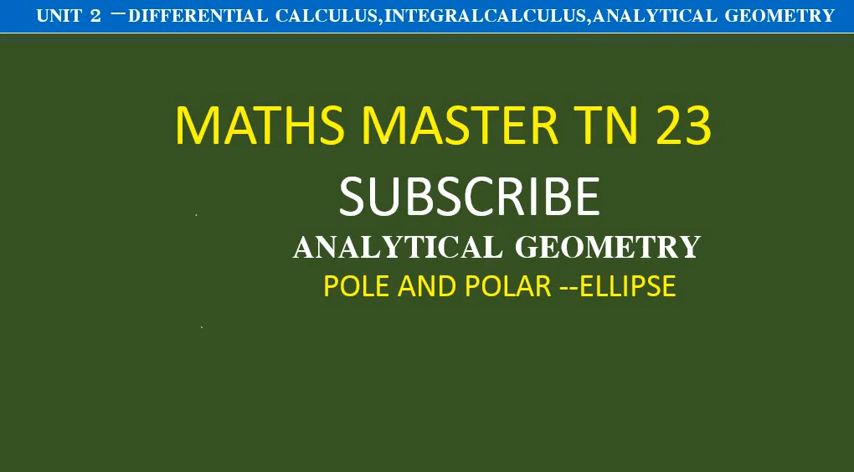 UNIT 2 —DIFFERENTIAL CALCULUS,INTEGRALCALCULUS,ANALYTICAL GEOMETRY
MATHS MASTER TN 23
SUBSCRIBE
ANALYTICAL GEOMETRY
POLE AND POLAR --ELLIPSE